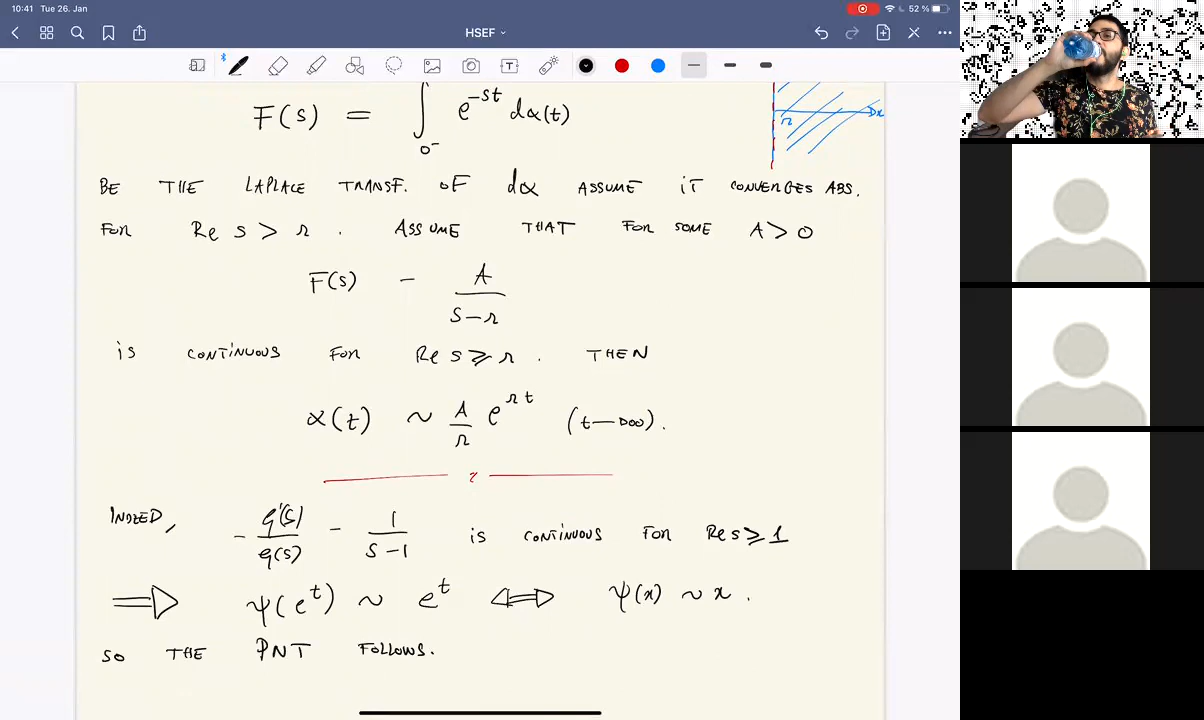 10:41 Tue 26. Jan
52 %
HSEF
F(s) = ∫ e^{-st} dα(t)
0⁻
r
x
BE THE LAPLACE TRANSF. OF dα ASSUME IT CONVERGES ABS.
FOR Re s > r . ASSUME THAT FOR SOME A > 0
F(s) - A/(s-r)
is CONTINUOUS FOR Re s ⩾ r . THEN
α(t) ~ A/r e^{rt} (t→∞).
INDEED, - ζ'(s)/ζ(s) - 1/(s-1) is CONTINUOUS FOR Re s ⩾ 1
⟹ ψ(e^t) ~ e^t ⟺ ψ(x) ~ x .
SO THE PNT FOLLOWS.